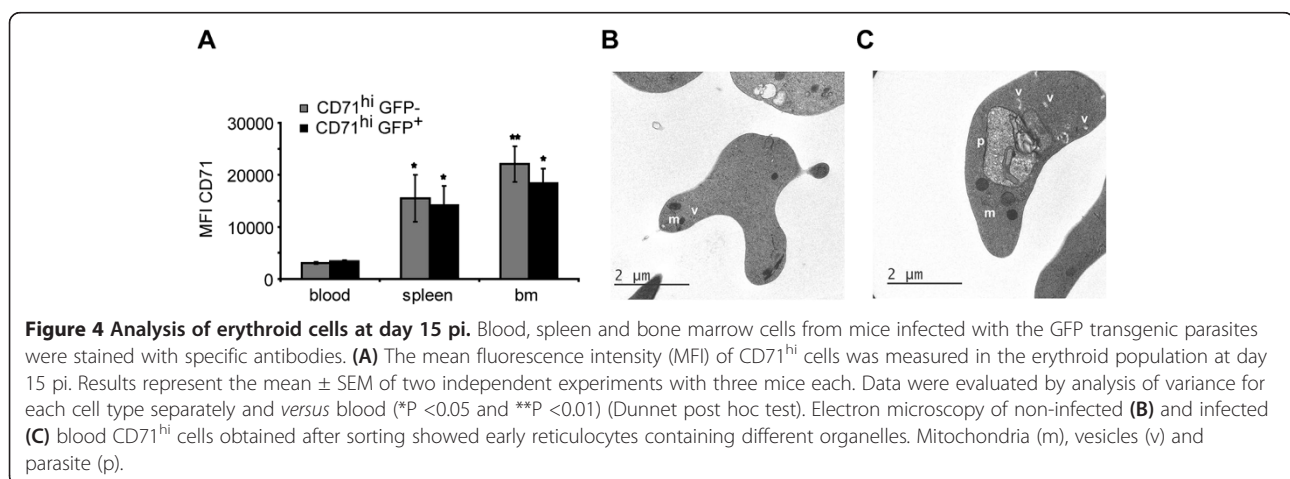 A
B
C
CD71hi GFP-
CD71hi GFP+
30000
20000
10000
0
MFI CD71
*
*
**
*
blood
spleen
bm
m
v
2 µm
v
v
v
p
m
2 µm
Figure 4 Analysis of erythroid cells at day 15 pi. Blood, spleen and bone marrow cells from mice infected with the GFP transgenic parasites
were stained with specific antibodies. (A) The mean fluorescence intensity (MFI) of CD71hi cells was measured in the erythroid population at day
15 pi. Results represent the mean ± SEM of two independent experiments with three mice each. Data were evaluated by analysis of variance for
each cell type separately and versus blood (*P <0.05 and **P <0.01) (Dunnet post hoc test). Electron microscopy of non-infected (B) and infected
(C) blood CD71hi cells obtained after sorting showed early reticulocytes containing different organelles. Mitochondria (m), vesicles (v) and
parasite (p).